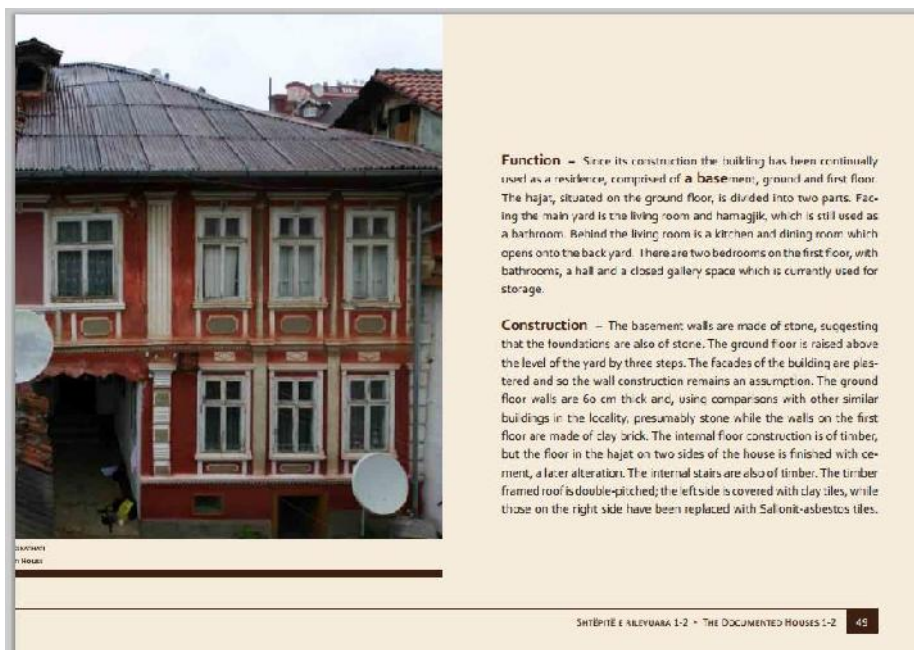 Function – Since its construction the building has been continually
used as a residence, comprised of a basement, ground and first floor.
The hajat, situated on the ground floor, is divided into two parts. Fac-
ing the main yard is the living room and hamagjik, which is still used as
a bathroom. Behind the living room is a kitchen and dining room which
opens onto the back yard. There are two bedrooms on the first floor, with
bathrooms, a hall and a closed gallery space which is currently used for
storage.
Construction – The basement walls are made of stone, suggesting
that the foundations are also of stone. The ground floor is raised above
the level of the yard by three steps. The facades of the building are plas-
tered and so the wall construction remains an assumption. The ground
floor walls are 60 cm thick and, using comparisons with other similar
buildings in the locality, presumably stone while the walls on the first
floor are made of clay brick. The internal floor construction is of timber,
but the floor in the hajat on two sides of the house is finished with ce-
ment, a later alteration. The internal stairs are also of timber. The timber
framed roof is double-pitched; the left side is covered with clay tiles, while
those on the right side have been replaced with Sallonit-asbestos tiles.
House
Shtëpitë e rilevuara 1-2 • The Documented Houses 1-2 49